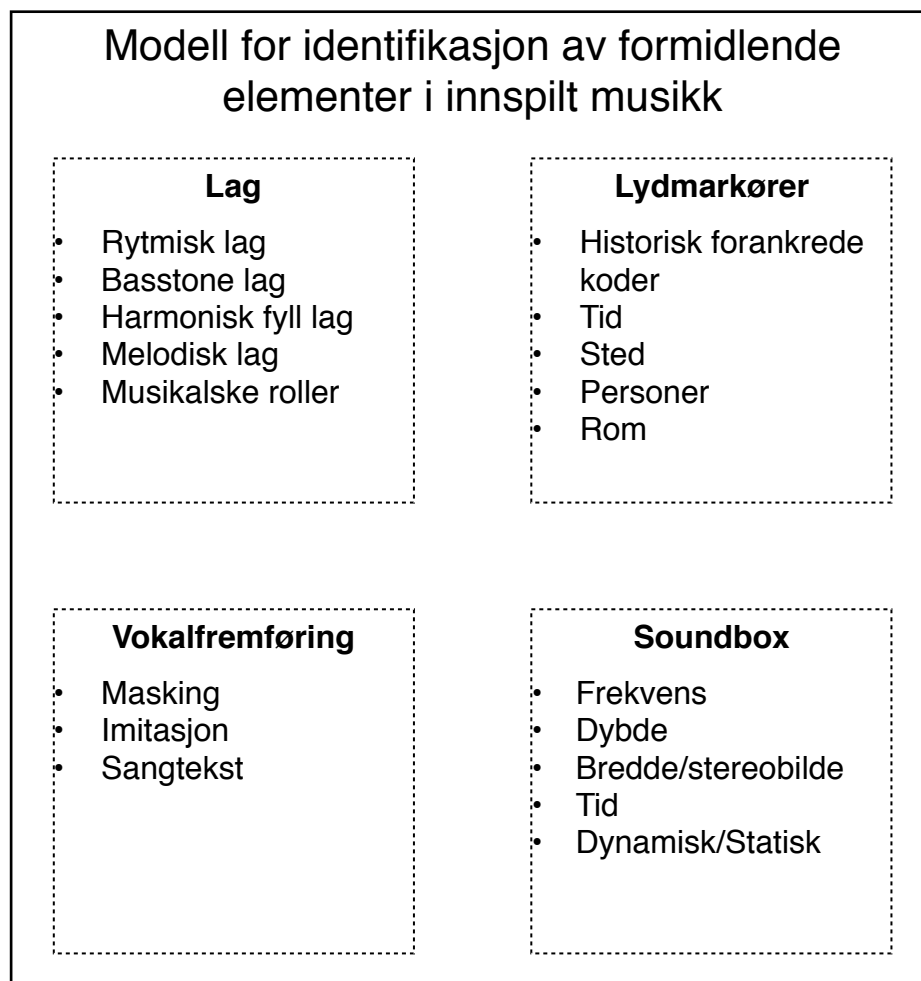 Modell for identifikasjon av formidlende
elementer i innspilt musikk
Lag
• Rytmisk lag
• Basstone lag
• Harmonisk fyll lag
• Melodisk lag
• Musikalske roller
Lydmarkører
• Historisk forankrede
koder
• Tid
• Sted
• Personer
• Rom
Vokalfremføring
• Masking
• Imitasjon
• Sangtekst
Soundbox
• Frekvens
• Dybde
• Bredde/stereobilde
• Tid
• Dynamisk/Statisk